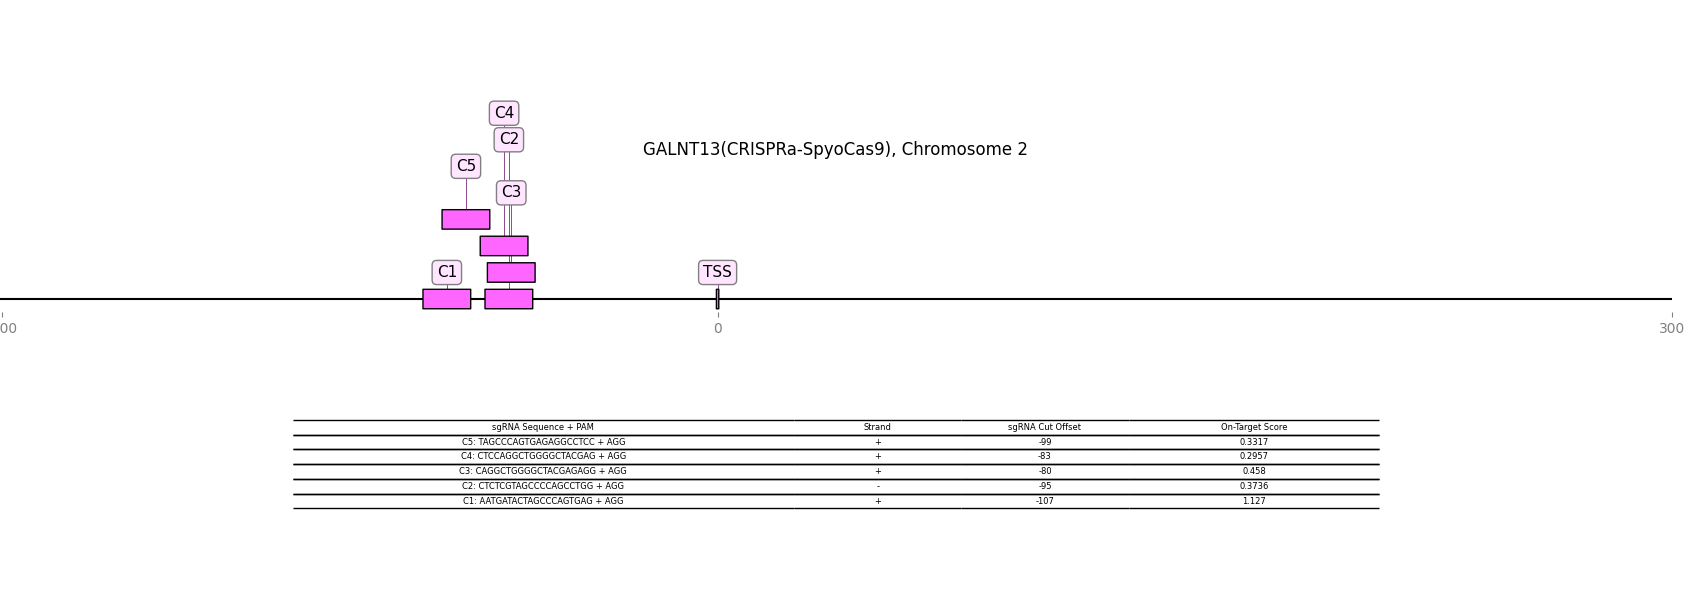 C4
C2
GALNT13(CRISPRa-SpyoCas9), Chromosome 2
C5
C3
C1
TSS
00
0
300
sgRNA Sequence + PAM Strand sgRNA Cut Offset On-Target Score
C5: TAGCCCAGTGAGAGGCCTCC + AGG + -99 0.3317
C4: CTCCAGGCTGGGGCTACGAG + AGG + -83 0.2957
C3: CAGGCTGGGGCTACGAGAGG + AGG + -80 0.458
C2: CTCTCGTAGCCCCAGCCTGG + AGG - -95 0.3736
C1: AATGATACTAGCCCAGTGAG + AGG + -107 1.127